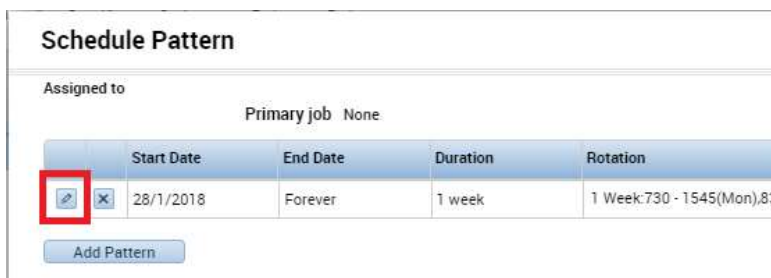 Schedule Pattern
Assigned to
Primary job None
Start Date End Date Duration Rotation
28/1/2018 Forever 1 week 1 Week:730 - 1545(Mon),8
Add Pattern